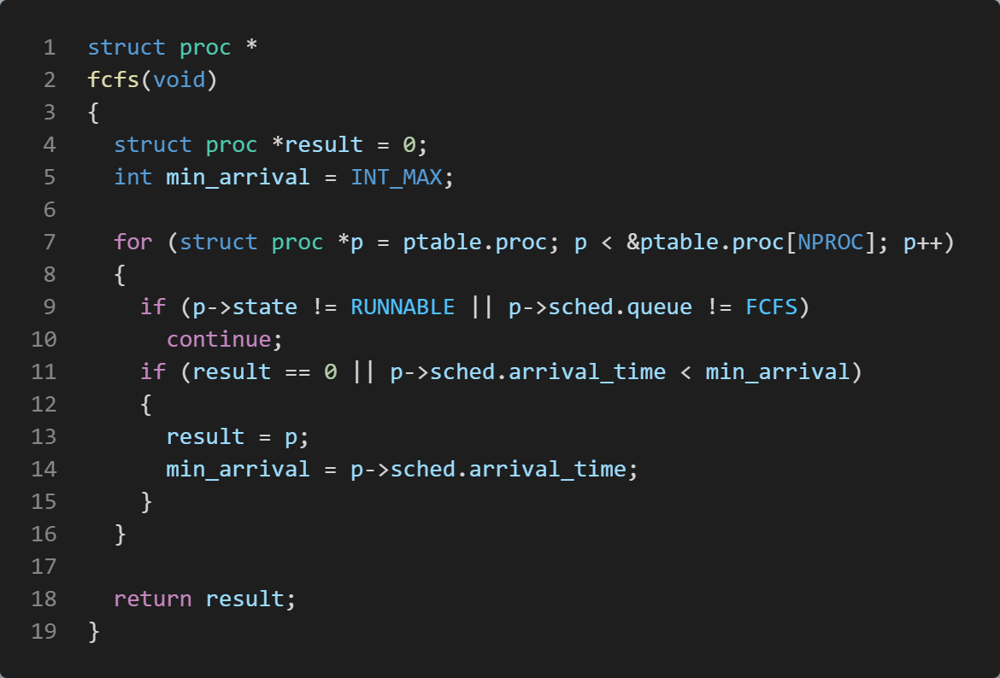 1 struct proc *
2 fcfs(void)
3 {
4   struct proc *result = 0;
5   int min_arrival = INT_MAX;
6
7   for (struct proc *p = ptable.proc; p < &ptable.proc[NPROC]; p++)
8   {
9     if (p->state != RUNNABLE || p->sched.queue != FCFS)
10       continue;
11     if (result == 0 || p->sched.arrival_time < min_arrival)
12     {
13       result = p;
14       min_arrival = p->sched.arrival_time;
15     }
16   }
17
18   return result;
19 }